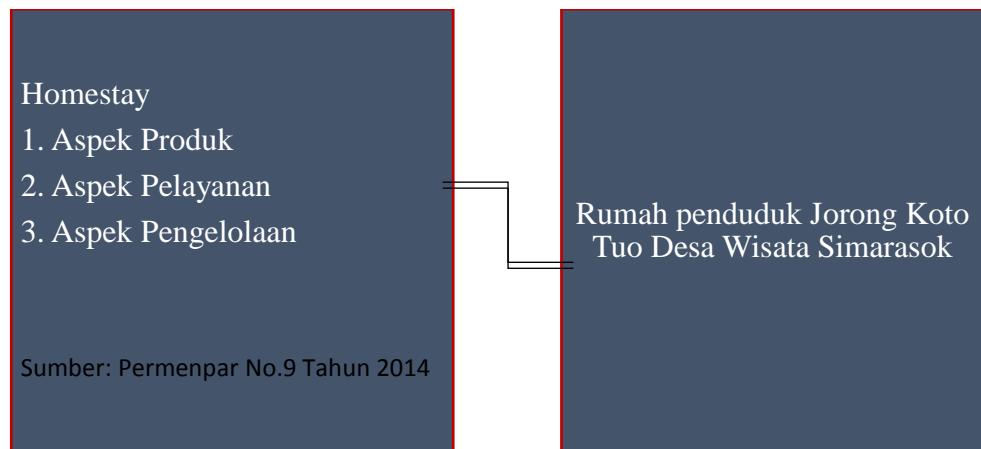 Homestay
1. Aspek Produk
2. Aspek Pelayanan
3. Aspek Pengelolaan
Sumber: Permenpar No.9 Tahun 2014
Rumah penduduk Jorong Koto
Tuo Desa Wisata Simarasok